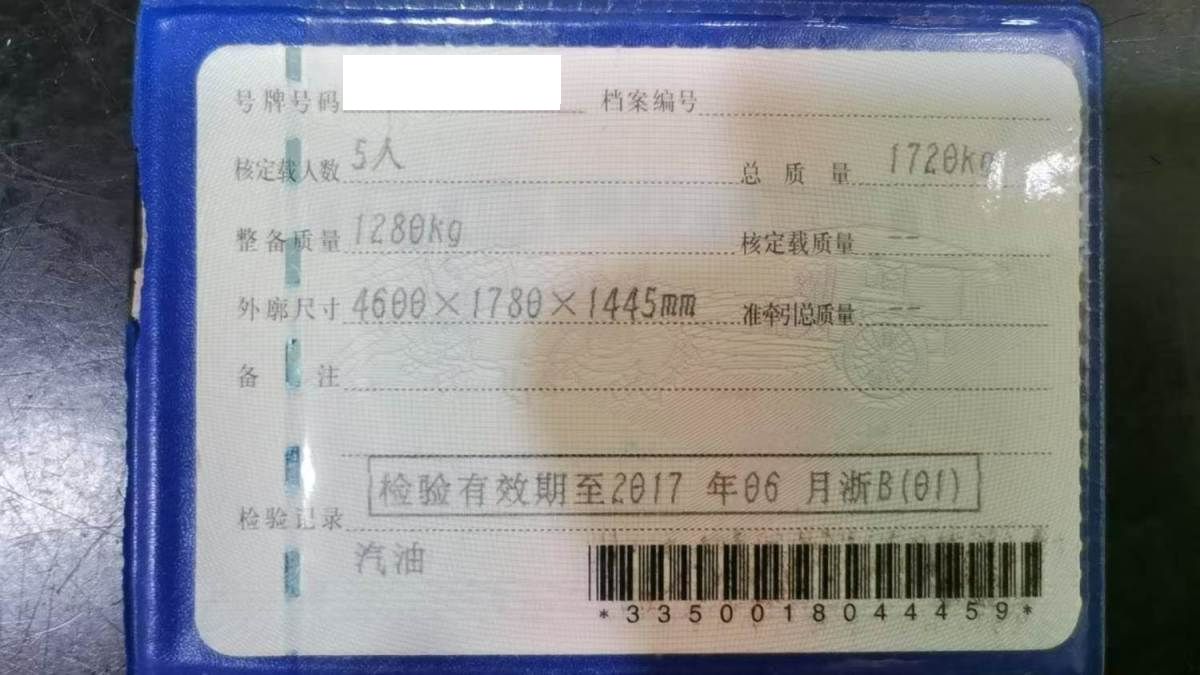 号牌号码 档案编号
核定载人数 5人 总质量 1720kg
整备质量 1280kg 核定载质量 --
外廓尺寸 4600×1780×1445mm 准牵引总质量 --
备注
检验有效期至2017 年06 月浙B(01)
检验记录
汽油
*3350018044459*